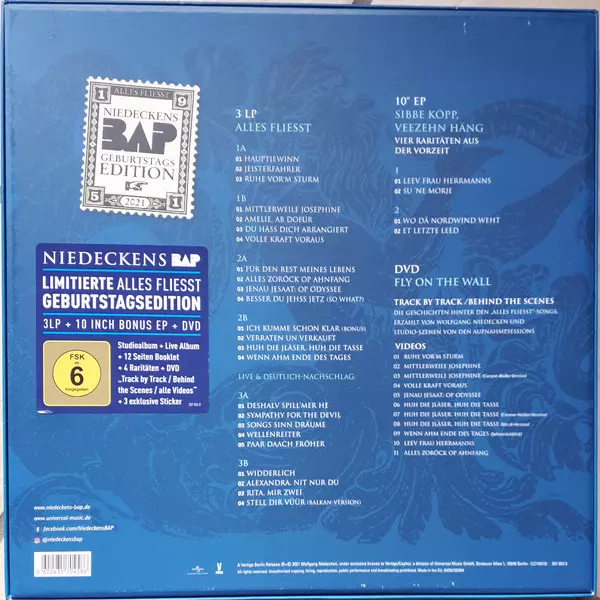 ALLES FLIESST
1 9
NIEDECKENS
BAP
GEBURTSTAGS
EDITION
5 1
2021
NIEDECKENS BAP
LIMITIERTE ALLES FLIESST
GEBURTSTAGSEDITION
3LP + 10 INCH BONUS EP + DVD
FSK
ab
6
freigegeben
Studioalbum + Live Album
+ 12 Seiten Booklet
+ 4 Raritäten + DVD
„Track by Track / Behind
the Scenes / alle Videos"
+ 3 exklusive Sticker
www.niedeckens-bap.de
www.universal-music.de
facebook.com/NiedeckensBAP
@niedeckensbap
3 LP
ALLES FLIESST
1A
01 HAUPTJEWINN
02 JEISTERFAHRER
03 RUHE VOR'M STURM
1B
01 MITTLERWEILE JOSEPHINE
02 AMELIE, AB DOFÜR
03 DU HÄSS DICH ARRANGIERT
04 VOLLE KRAFT VORAUS
2A
01 FÜR DEN REST MEINES LEBENS
02 ALLES ZORÖCK OP AHNFANG
03 JENAU JESAAT: OP ODYSEE
04 BESSER DU JEHSS JETZ (SO WHAT?)
2B
01 ICH KUMME SCHON KLAR (BONUS)
02 VERRATEN UN VERKAUFT
03 HUH DIE JLÄSER, HUH DIE TASSE
04 WENN AHM ENDE DES TAGES
LIVE & DEUTLICH-NACHSCHLAG:
3A
01 DESHALV SPILL'MER HE
02 SYMPATHY FOR THE DEVIL
03 SONGS SINN DRÄUME
04 WELLENREITER
05 PAAR DAACH FRÖHER
3B
01 WIDDERLICH
02 ALEXANDRA, NIT NUR DU
03 RITA, MIR ZWEI
04 STELL DIR VÜÜR (BALKAN-VERSION)
10" EP
SIBBE KÖPP,
VEEZEHN HÄNG
VIER RARITÄTEN AUS
DER VORZEIT
1
01 LEEV FRAU HERRMANNS
02 SU 'NE MORJE
2
01 WO DÄ NORDWIND WEHT
02 ET LETZTE LEED
DVD
FLY ON THE WALL
TRACK BY TRACK /BEHIND THE SCENES
DIE GESCHICHTEN HINTER DEN „ALLES FLIESST"-SONGS.
ERZÄHLT VON WOLFGANG NIEDECKEN UND
STUDIO-SZENEN VON DEN AUFNAHMESESSIONS
VIDEOS
01 RUHE VOR'M STURM
02 MITTLERWEILE JOSEPHINE
03 MITTLERWEILE JOSEPHINE
04 VOLLE KRAFT VORAUS
05 JENAU JESAAT: OP ODYSEE
06 HUH DIE JLÄSER, HUH DIE TASSE
07 HUH DIE JLÄSER, HUH DIE TASSE
08 HUH DIE JLÄSER, HUH DIE TASSE
09 WENN AHM ENDE DES TAGES
10 LEEV FRAU HERRMANNS
11 ALLES ZORÖCK OP AHNFANG